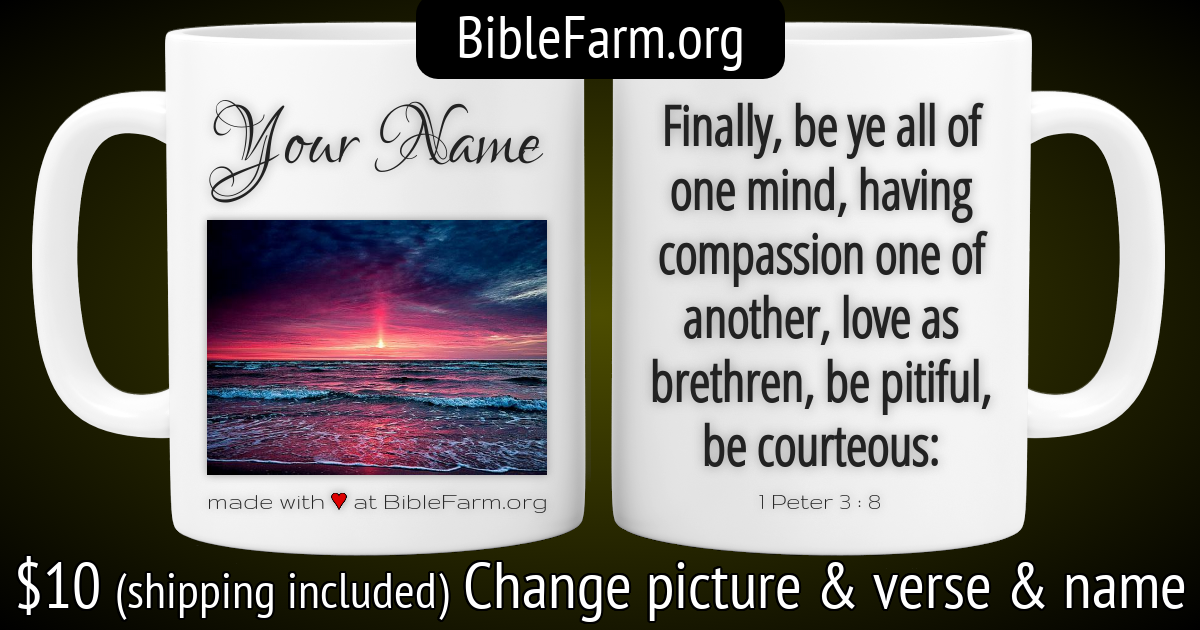 BibleFarm.org
Your Name
made with ♥ at BibleFarm.org
Finally, be ye all of
one mind, having
compassion one of
another, love as
brethren, be pitiful,
be courteous:
1 Peter 3 : 8
$10 (shipping included) Change picture & verse & name